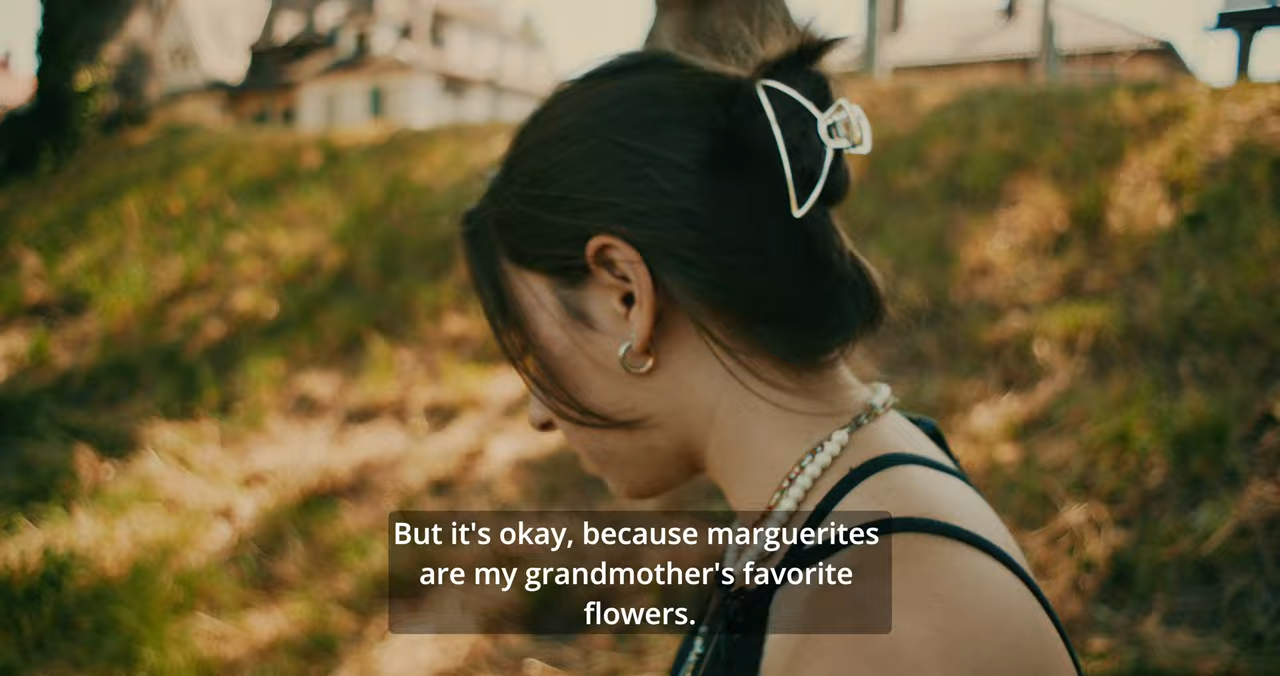 But it's okay, because marguerites
are my grandmother's favorite
flowers.